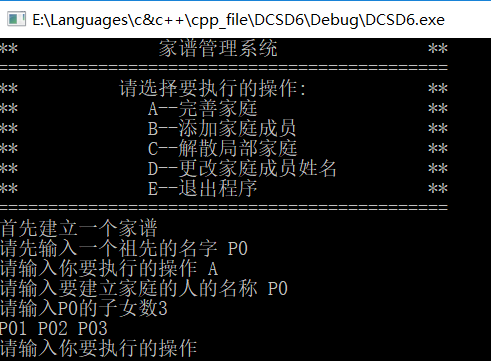 E:\Languages\c&c++\cpp_file\DCSD6\Debug\DCSD6.exe
** 家谱管理系统 **
=============================================
** 请选择要执行的操作: **
** A--完善家庭 **
** B--添加家庭成员 **
** C--解散局部家庭 **
** D--更改家庭成员姓名 **
** E--退出程序 **
=============================================
首先建立一个家谱
请先输入一个祖先的名字 P0
请输入你要执行的操作 A
请输入要建立家庭的人的名称 P0
请输入P0的子女数3
P01 P02 P03
请输入你要执行的操作